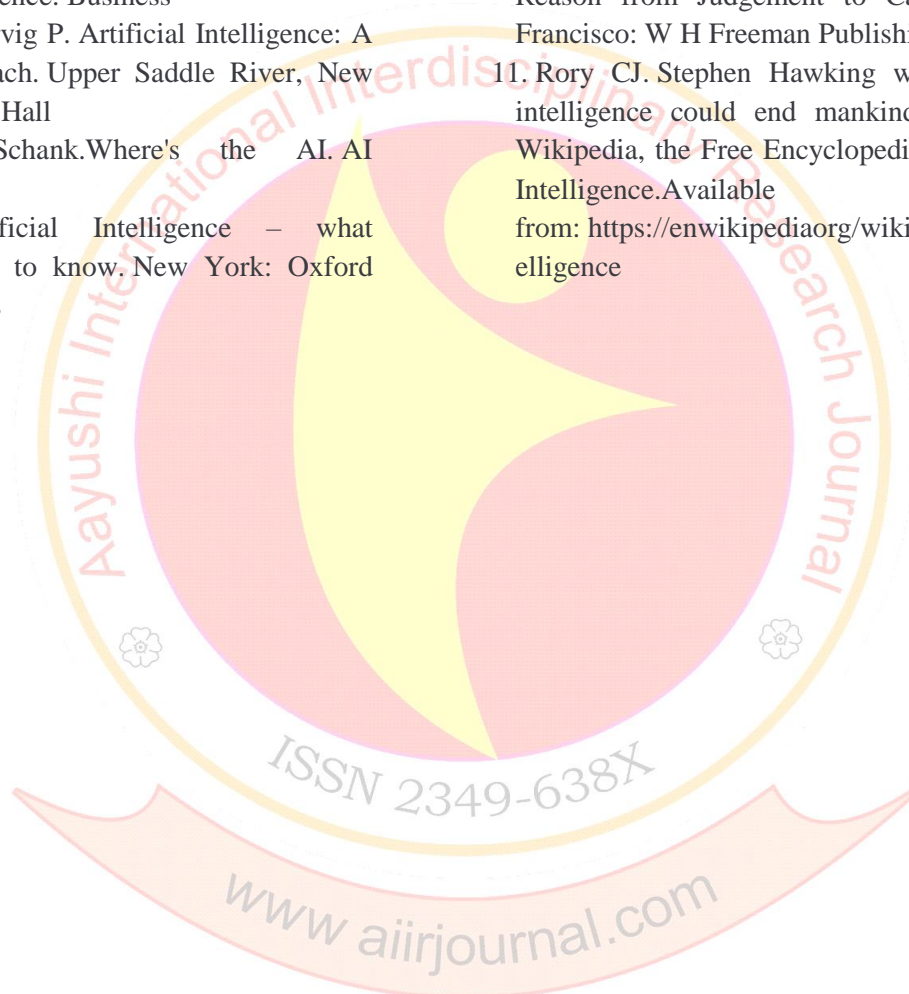 ence. Business
vig P. Artificial Intelligence: A
ach. Upper Saddle River, New
Hall
Schank.Where's the AI. AI
ficial Intelligence – what
to know. New York: Oxford
Reason from Judgement to
Francisco: W H Freeman
11. Rory CJ. Stephen Hawking
intelligence could end mankind
Wikipedia, the Free
Intelligence.Available
from: https://enwikipediaorg/wiki
elligence
Aayushi International Interdisciplinary Research Journal
ISSN 2349-638X
www aiirjournal.com